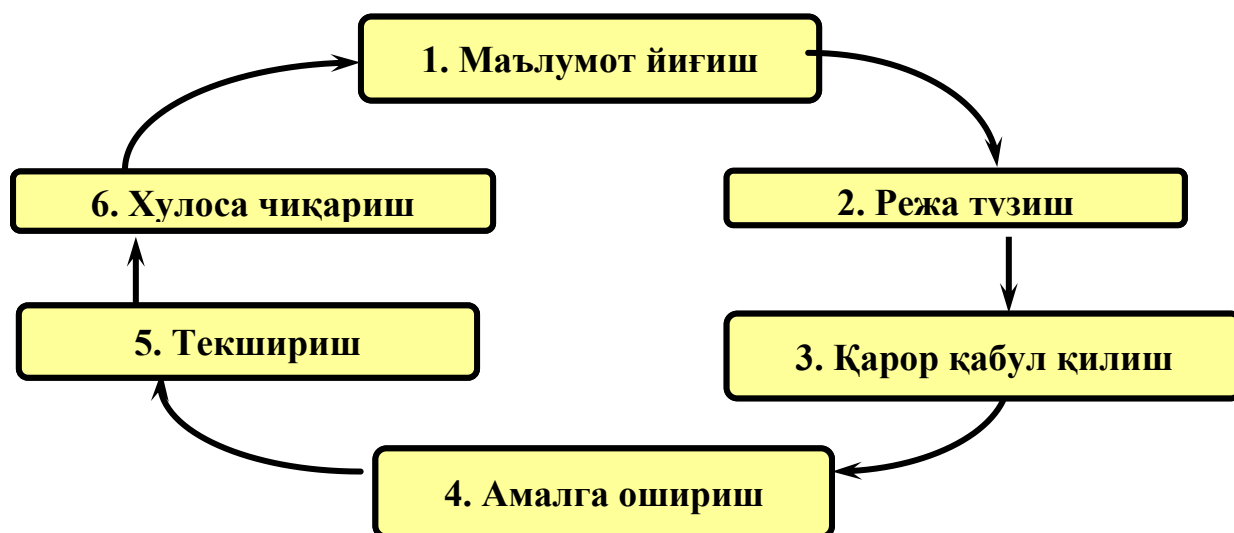 1. Маълумот йиғиш
2. Режа тузиш
3. Қарор қабул қилиш
4. Амалга ошириш
5. Текшириш
6. Хулоса чиқариш